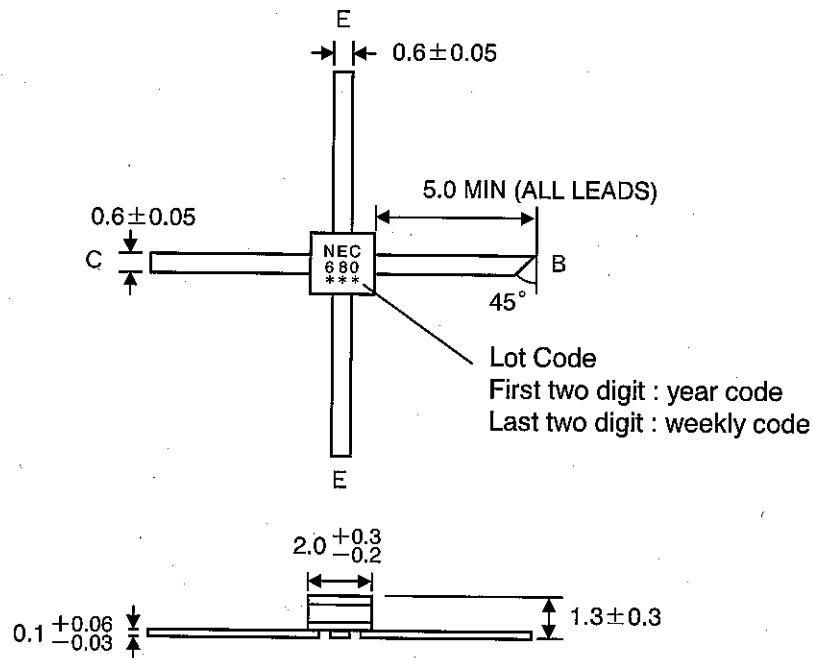 E
0.6±0.05
5.0 MIN (ALL LEADS)
0.6±0.05
C
NEC
680
***
B
45°
Lot Code
First two digit : year code
Last two digit : weekly code
E
2.0 +0.3 −0.2
1.3±0.3
0.1 +0.06 −0.03